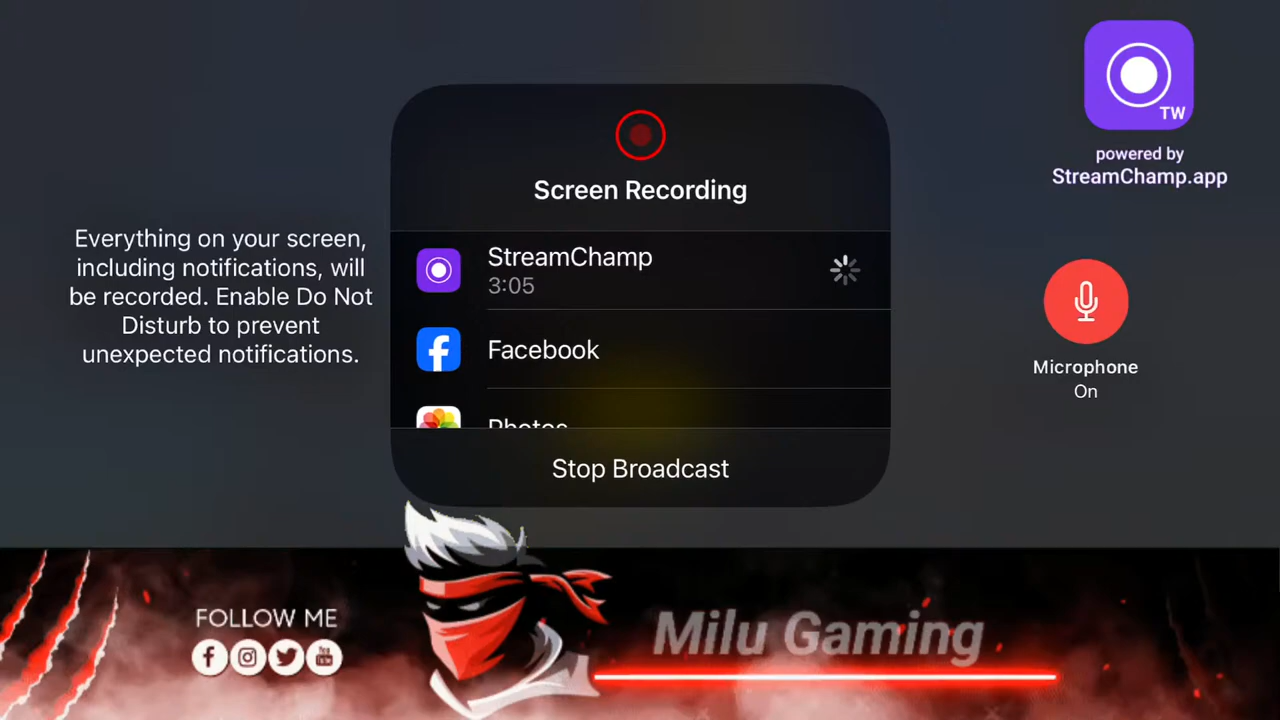 TW
powered by
StreamChamp.app
Screen Recording
Everything on your screen,
including notifications, will
be recorded. Enable Do Not
Disturb to prevent
unexpected notifications.
StreamChamp
3:05
Facebook
Photos
Stop Broadcast
Microphone
On
FOLLOW ME
Milu Gaming